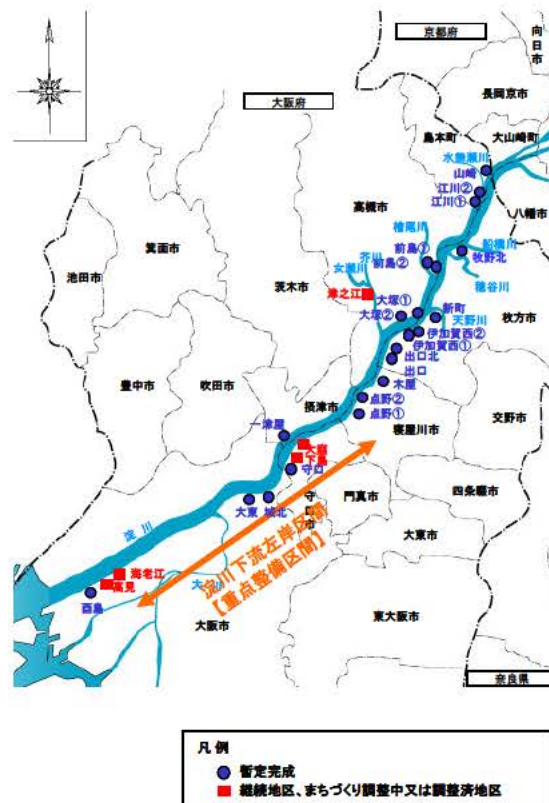 京都府
向日市
長岡京市
大阪府
島本町
大山崎町
水無瀬川
山崎
江川②
江川①
八幡市
高槻市
檜尾川
船橋川
前島①
前島②
牧野北
穂谷川
芥川
女瀬川
箕面市
池田市
茨木市
津之江
大塚①
大塚②
新町
天野川
枚方市
伊加賀西②
伊加賀西①
出口北
出口
木屋
豊中市
吹田市
摂津市
点野②
点野①
交野市
寝屋川市
一津屋
大庭
下島
守口
守口市
門真市
四条畷市
大東
城北
大東市
淀川
淀川下流左岸区間
【重点整備区間】
海老江
高見
酉島
大阪市
東大阪市
奈良県
凡例
暫定完成
継続地区、まちづくり調整中又は調整済地区